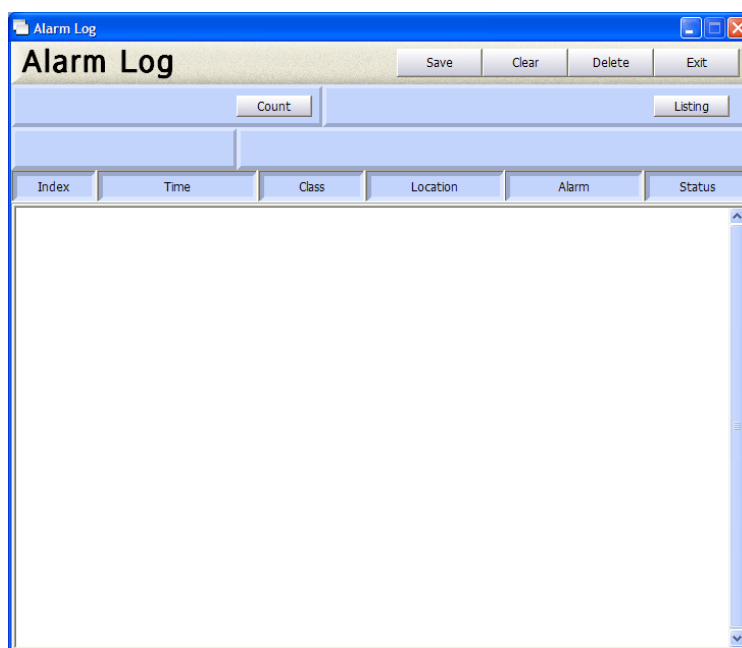 Alarm Log
Alarm Log
Save Clear Delete Exit
Count Listing
Index Time Class Location Alarm Status